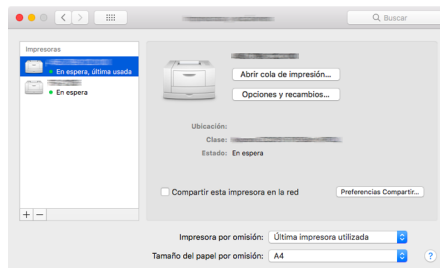 Buscar
Impresoras
En espera, última usada
En espera
Abrir cola de impresión...
Opciones y recambios...
Ubicación:
Clase:
Estado: En espera
Compartir esta impresora en la red
Preferencias Compartir...
+ −
Impresora por omisión: Última impresora utilizada
Tamaño del papel por omisión: A4
?